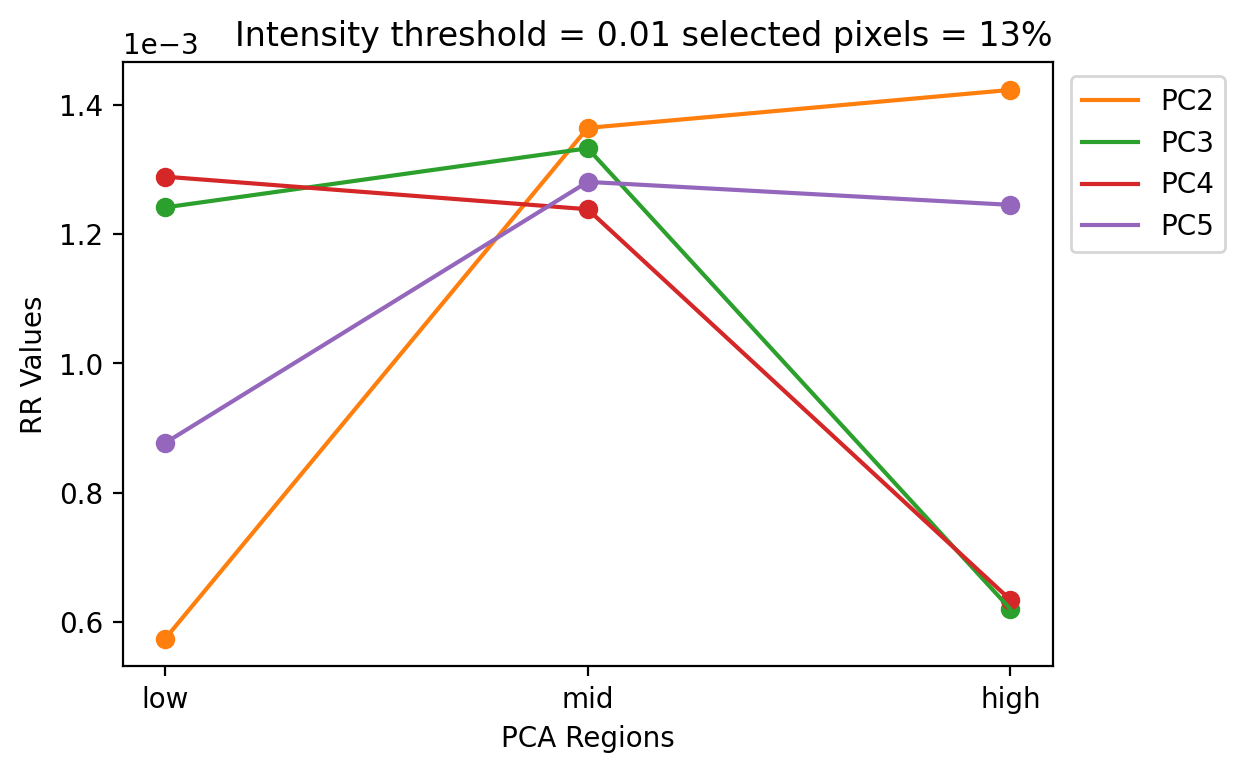 1e−3
Intensity threshold = 0.01 selected pixels = 13%
1.4
1.2
1.0
0.8
0.6
RR Values
low
mid
high
PCA Regions
PC2
PC3
PC4
PC5